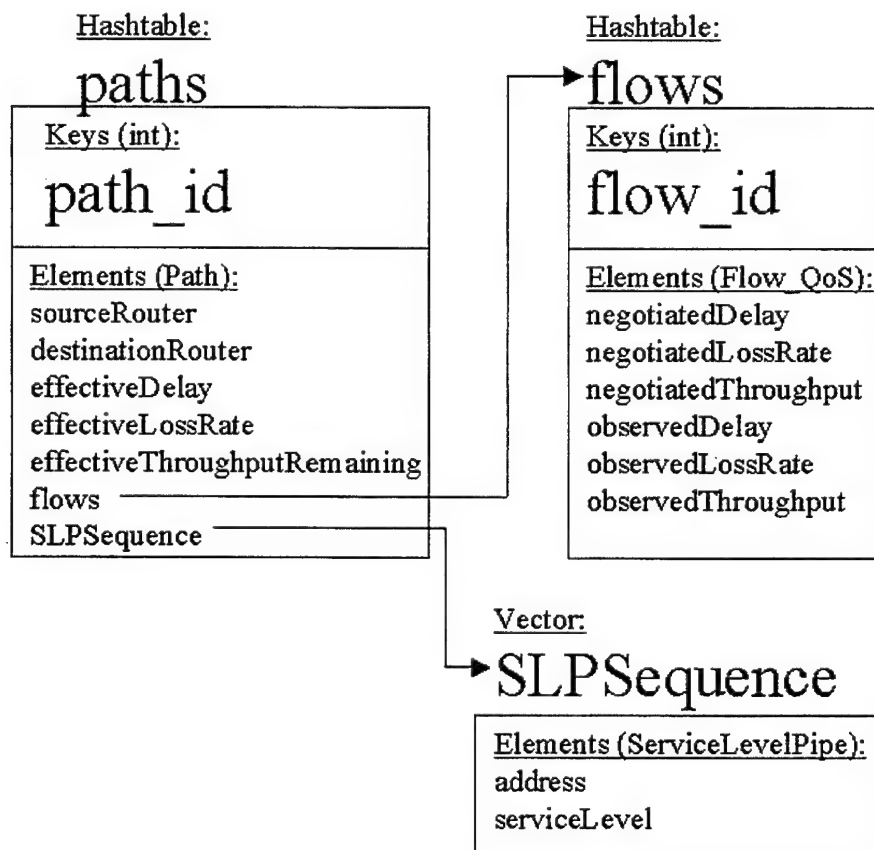 Hashtable:
paths
Keys (int):
path_id
Elements (Path):
sourceRouter
destinationRouter
effectiveDelay
effectiveLossRate
effectiveThroughputRemaining
flows
SLPSequence
Hashtable:
flows
Keys (int):
flow_id
Elements (Flow_QoS):
negotiatedDelay
negotiatedLossRate
negotiatedThroughput
observedDelay
observedLossRate
observedThroughput
Vector:
SLPSequence
Elements (ServiceLevelPipe):
address
serviceLevel